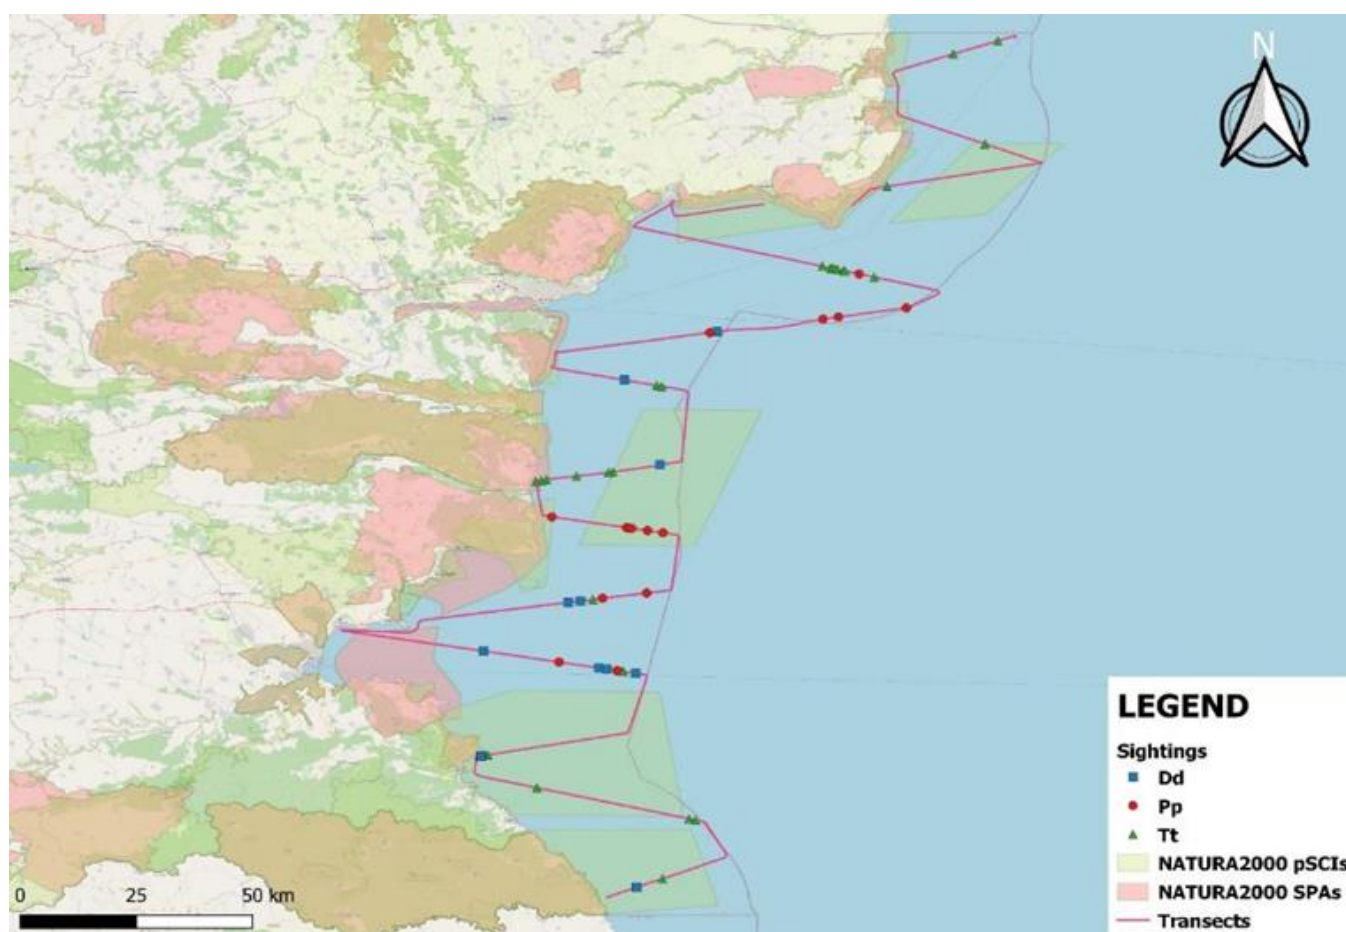 N
LEGEND
Sightings
Dd
Pp
Tt
NATURA2000 pSCIs
NATURA2000 SPAs
Transects
0 25 50 km